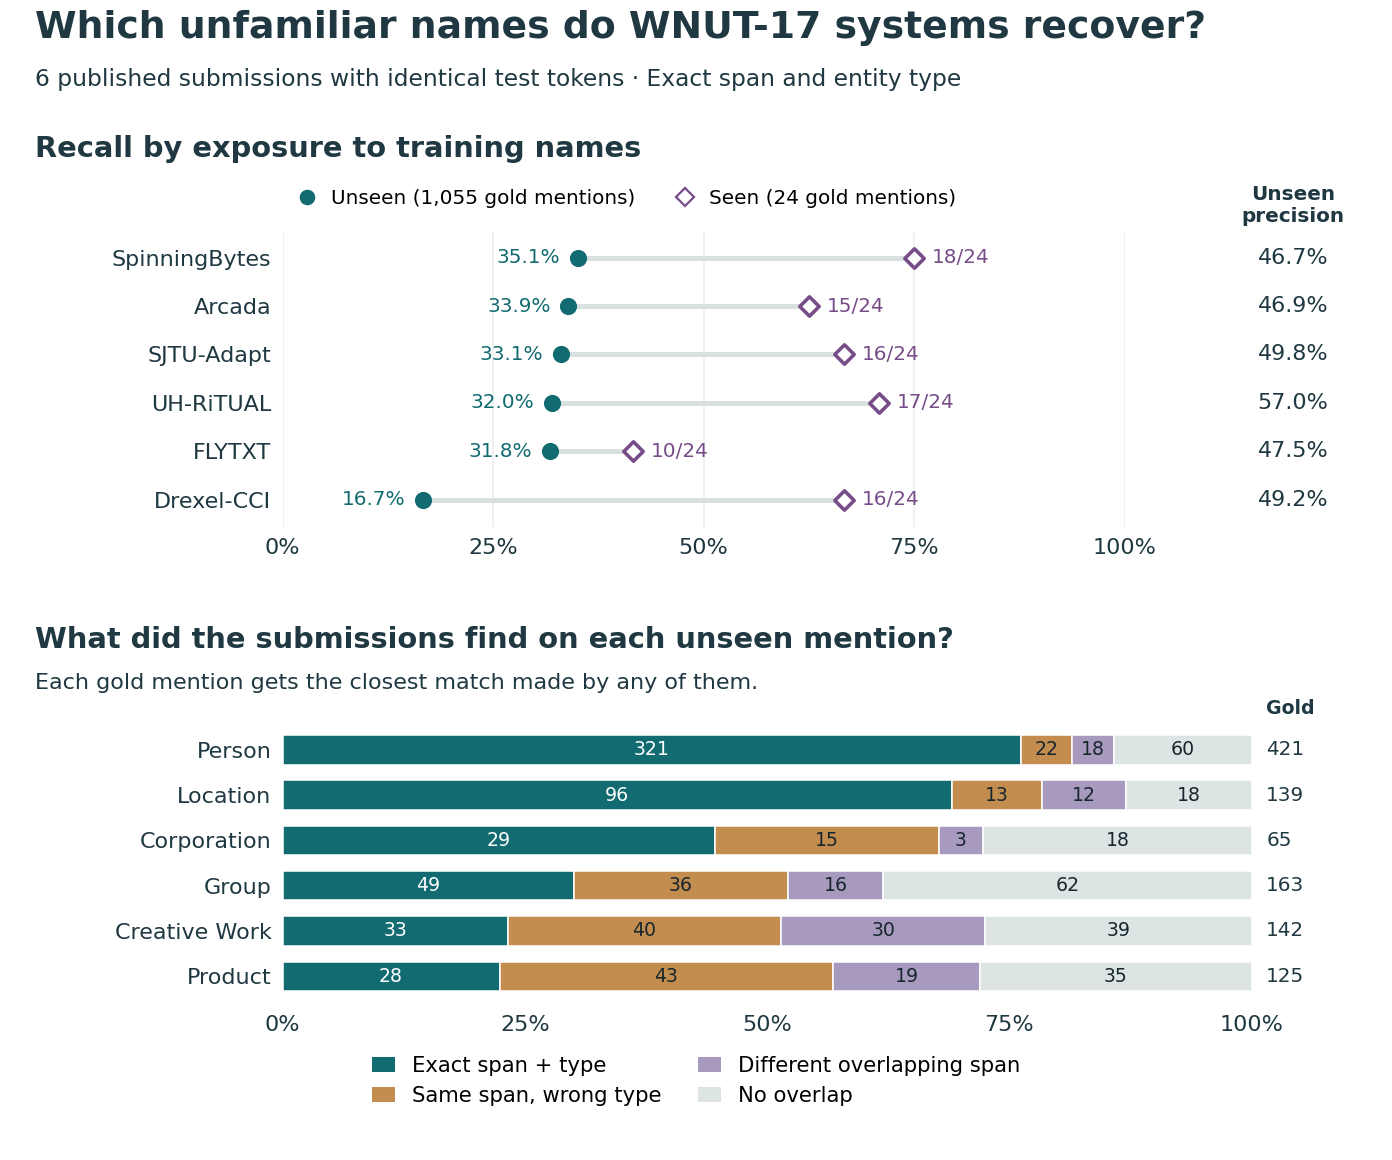 Which unfamiliar names do WNUT-17 systems recover?
6 published submissions with identical test tokens · Exact span and entity type
Recall by exposure to training names
Unseen (1,055 gold mentions)
Seen (24 gold mentions)
Unseen
precision
SpinningBytes 35.1% 18/24 46.7%
Arcada 33.9% 15/24 46.9%
SJTU-Adapt 33.1% 16/24 49.8%
UH-RiTUAL 32.0% 17/24 57.0%
FLYTXT 31.8% 10/24 47.5%
Drexel-CCI 16.7% 16/24 49.2%
0% 25% 50% 75% 100%
What did the submissions find on each unseen mention?
Each gold mention gets the closest match made by any of them.
Gold
Person 321 22 18 60 421
Location 96 13 12 18 139
Corporation 29 15 3 18 65
Group 49 36 16 62 163
Creative Work 33 40 30 39 142
Product 28 43 19 35 125
0% 25% 50% 75% 100%
Exact span + type
Different overlapping span
Same span, wrong type
No overlap